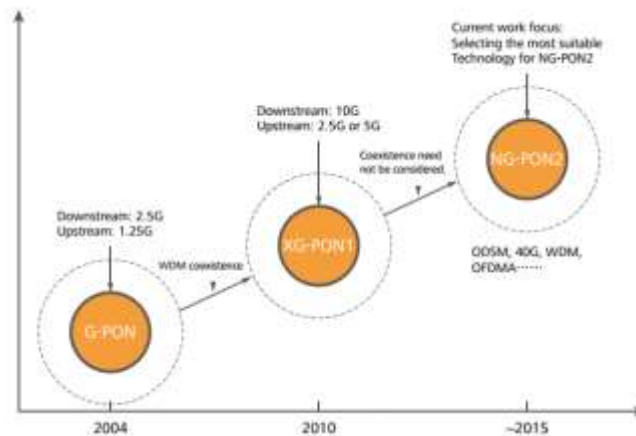 Current work focus:
Selecting the most suitable
Technology for NG-PON2
Downstream: 10G
Upstream: 2.5G or 5G
Coexistence need
not be considered
NG-PON2
Downstream: 2.5G
Upstream: 1.25G
WDM coexistence
XG-PON1
ODSM, 40G, WDM,
OFDMA······
G-PON
2004
2010
~2015